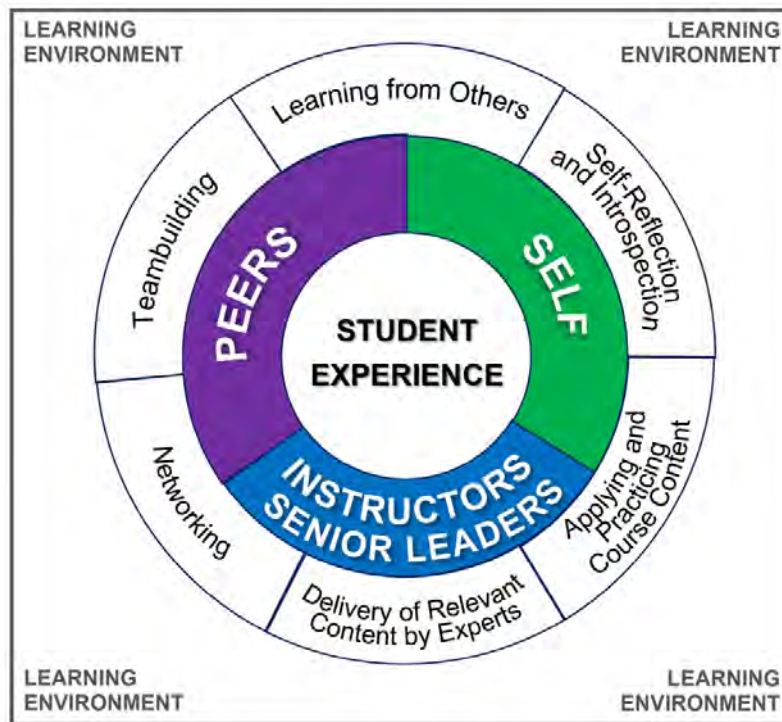 LEARNING
ENVIRONMENT
LEARNING
ENVIRONMENT
Learning from Others
Self-Reflection
and Introspection
Teambuilding
PEERS
SELF
STUDENT
EXPERIENCE
INSTRUCTORS
SENIOR LEADERS
Networking
Applying and
Practicing
Course Content
Delivery of Relevant
Content by Experts
LEARNING
ENVIRONMENT
LEARNING
ENVIRONMENT